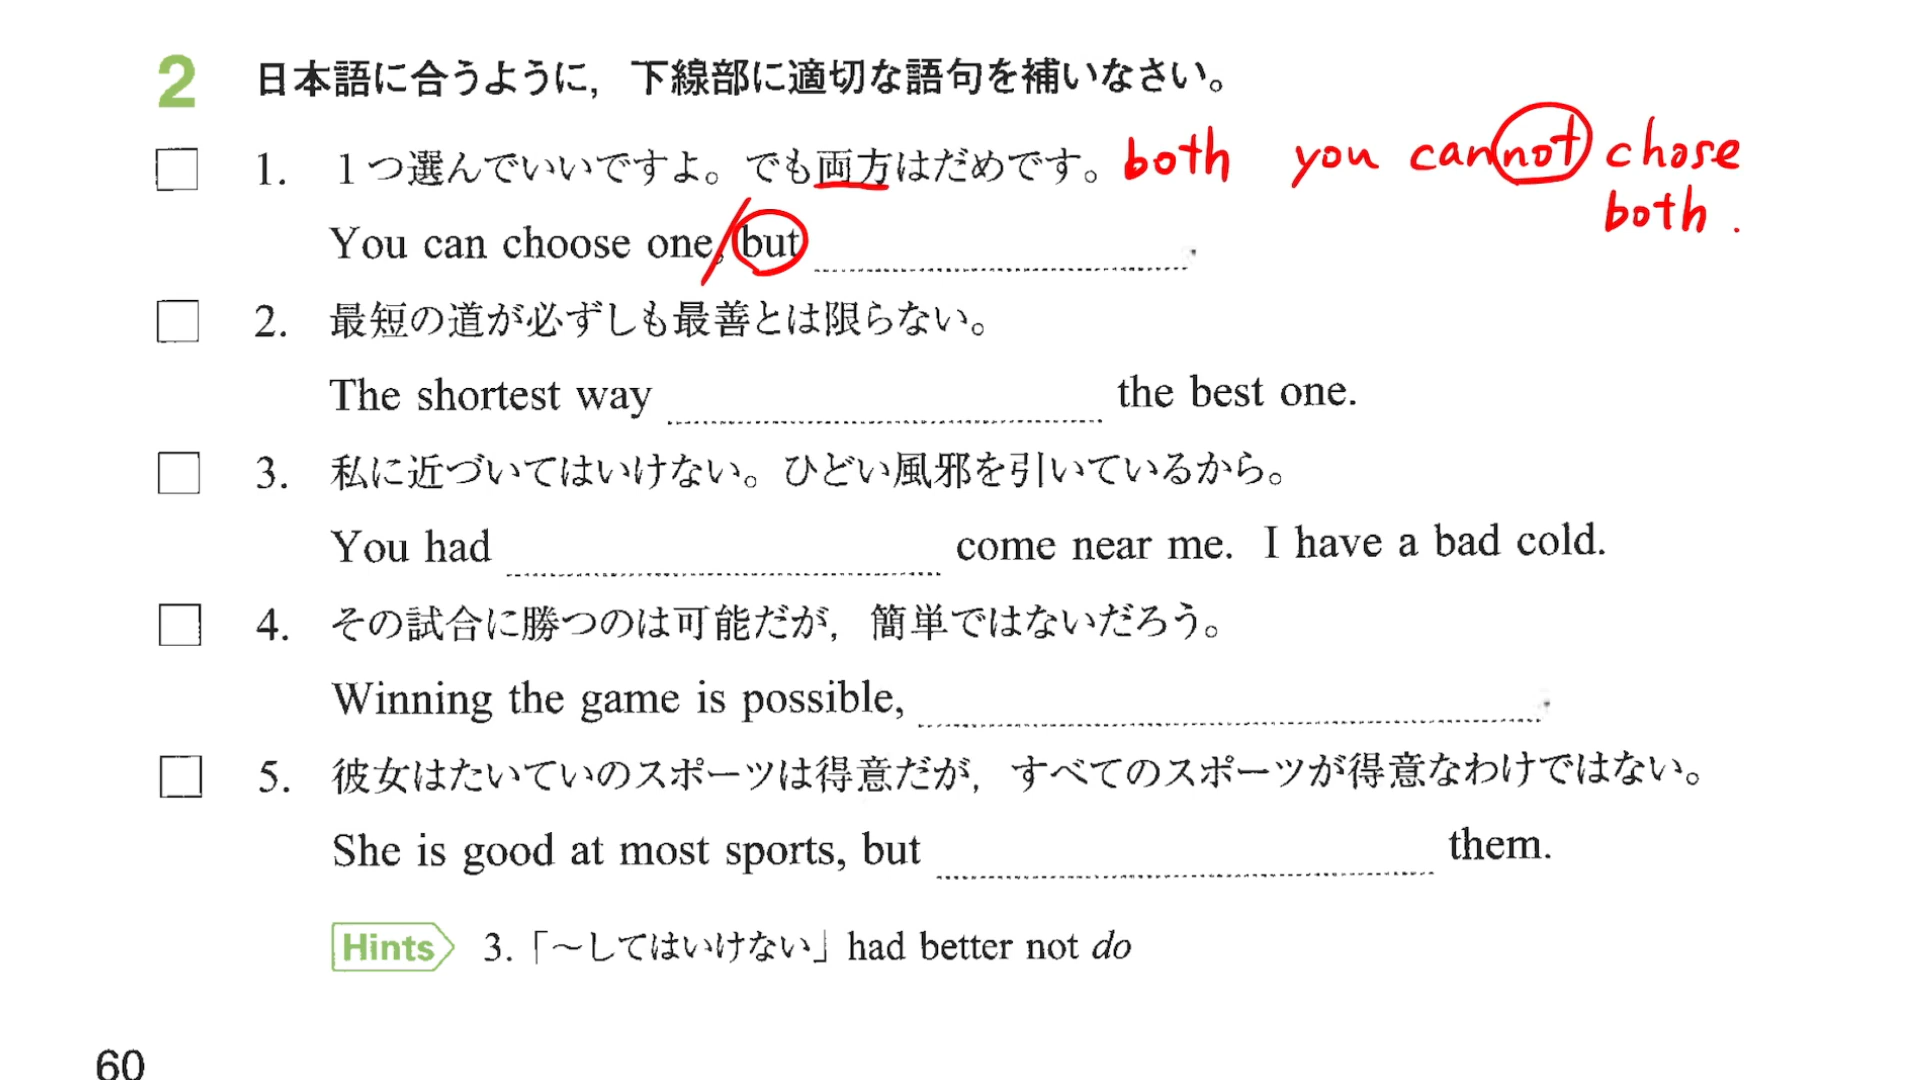 2 日本語に合うように，下線部に適切な語句を補いなさい。
1. 1つ選んでいいですよ。でも両方はだめです。 both you cannot chose
both .
You can choose one, but .
2. 最短の道が必ずしも最善とは限らない。
The shortest way the best one.
3. 私に近づいてはいけない。ひどい風邪を引いているから。
You had come near me. I have a bad cold.
4. その試合に勝つのは可能だが，簡単ではないだろう。
Winning the game is possible, .
5. 彼女はたいていのスポーツは得意だが，すべてのスポーツが得意なわけではない。
She is good at most sports, but them.
Hints 3.「〜してはいけない」had better not do
60